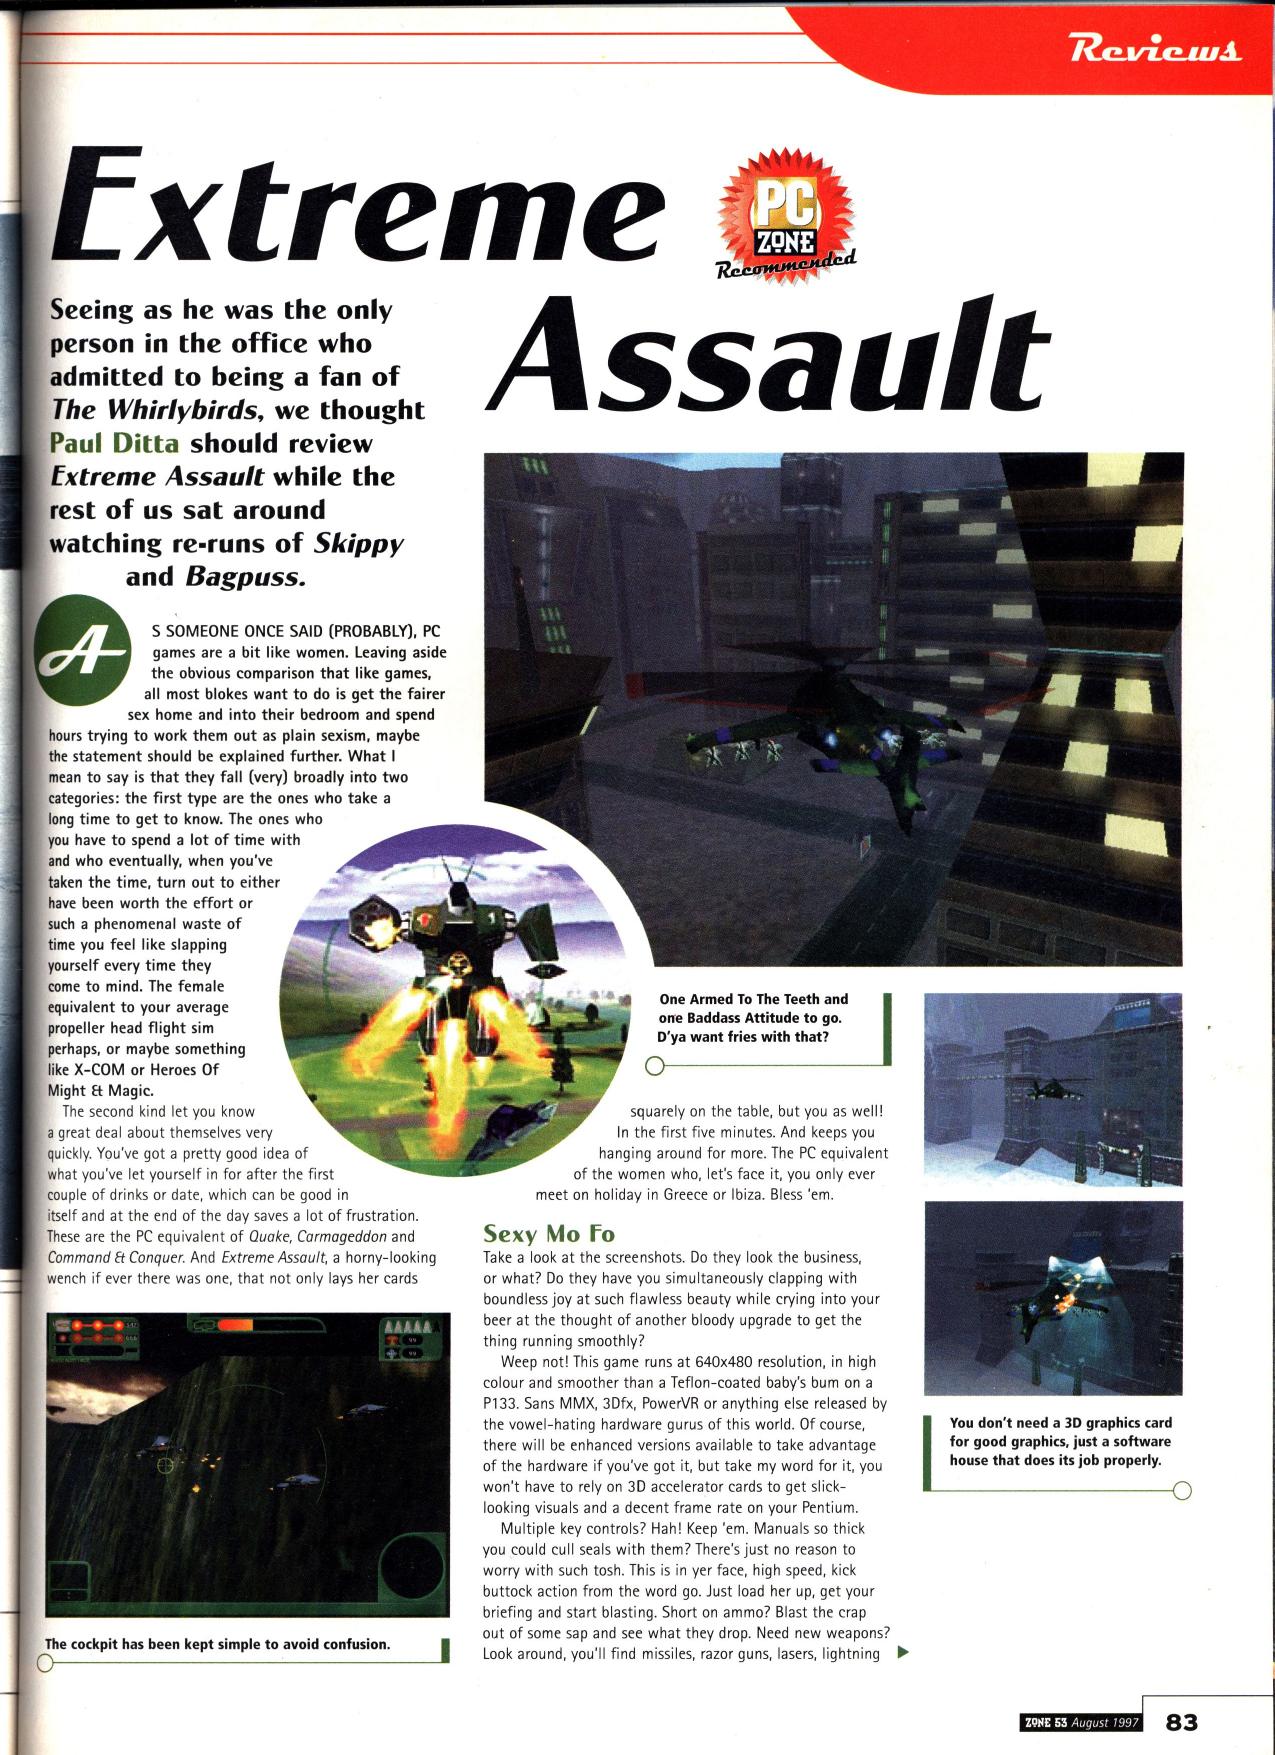 Reviews
Extreme
Assault
PC
ZONE
Recommended
Seeing as he was the only
person in the office who
admitted to being a fan of
The Whirlybirds, we thought
Paul Ditta should review
Extreme Assault while the
rest of us sat around
watching re-runs of Skippy
and Bagpuss.
AS SOMEONE ONCE SAID (PROBABLY), PC
games are a bit like women. Leaving aside
the obvious comparison that like games,
all most blokes want to do is get the fairer
sex home and into their bedroom and spend
hours trying to work them out as plain sexism, maybe
the statement should be explained further. What I
mean to say is that they fall (very) broadly into two
categories: the first type are the ones who take a
long time to get to know. The ones who
you have to spend a lot of time with
and who eventually, when you've
taken the time, turn out to either
have been worth the effort or
such a phenomenal waste of
time you feel like slapping
yourself every time they
come to mind. The female
equivalent to your average
propeller head flight sim
perhaps, or maybe something
like X-COM or Heroes Of
Might & Magic.
The second kind let you know
a great deal about themselves very
quickly. You've got a pretty good idea of
what you've let yourself in for after the first
couple of drinks or date, which can be good in
itself and at the end of the day saves a lot of frustration.
These are the PC equivalent of Quake, Carmageddon and
Command & Conquer. And Extreme Assault, a horny-looking
wench if ever there was one, that not only lays her cards
The cockpit has been kept simple to avoid confusion.
One Armed To The Teeth and
one Baddass Attitude to go.
D'ya want fries with that?
squarely on the table, but you as well!
In the first five minutes. And keeps you
hanging around for more. The PC equivalent
of the women who, let's face it, you only ever
meet on holiday in Greece or Ibiza. Bless 'em.
Sexy Mo Fo
Take a look at the screenshots. Do they look the business,
or what? Do they have you simultaneously clapping with
boundless joy at such flawless beauty while crying into your
beer at the thought of another bloody upgrade to get the
thing running smoothly?
Weep not! This game runs at 640x480 resolution, in high
colour and smoother than a Teflon-coated baby's bum on a
P133. Sans MMX, 3Dfx, PowerVR or anything else released by
the vowel-hating hardware gurus of this world. Of course,
there will be enhanced versions available to take advantage
of the hardware if you've got it, but take my word for it, you
won't have to rely on 3D accelerator cards to get slick-
looking visuals and a decent frame rate on your Pentium.
Multiple key controls? Hah! Keep 'em. Manuals so thick
you could cull seals with them? There's just no reason to
worry with such tosh. This is in yer face, high speed, kick
buttock action from the word go. Just load her up, get your
briefing and start blasting. Short on ammo? Blast the crap
out of some sap and see what they drop. Need new weapons?
Look around, you'll find missiles, razor guns, lasers, lightning
You don't need a 3D graphics card
for good graphics, just a software
house that does its job properly.
ZONE 53 August 1997 83